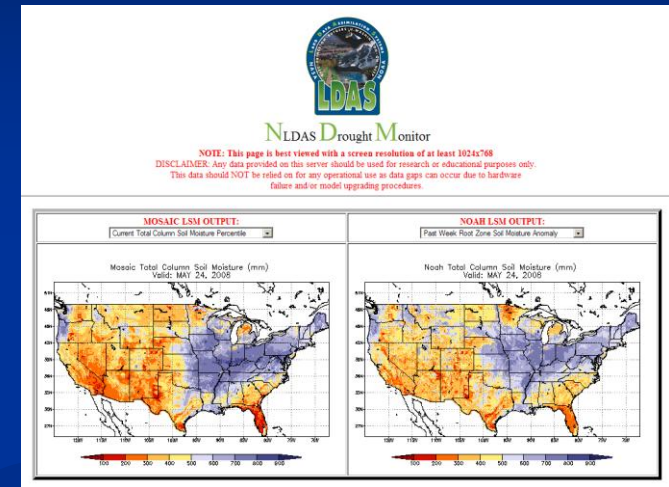 LDAS
NLDAS Drought Monitor
NOTE: This page is best viewed with a screen resolution of at least 1024x768
DISCLAIMER: Any data provided on this server should be used for research or educational purposes only.
This data should NOT be relied on for any operational use as data gaps can occur due to hardware
failure and/or model upgrading procedures.
MOSAIC LSM OUTPUT:
Current Total Column Soil Moisture Percentile
NOAH LSM OUTPUT:
Past Week Root Zone Soil Moisture Anomaly
Mosaic Total Column Soil Moisture (mm)
Valid: MAY 24, 2008
Noah Total Column Soil Moisture (mm)
Valid: MAY 24, 2008
100 200 300 400 500 600 700 800 900
100 200 300 400 500 600 700 800 900